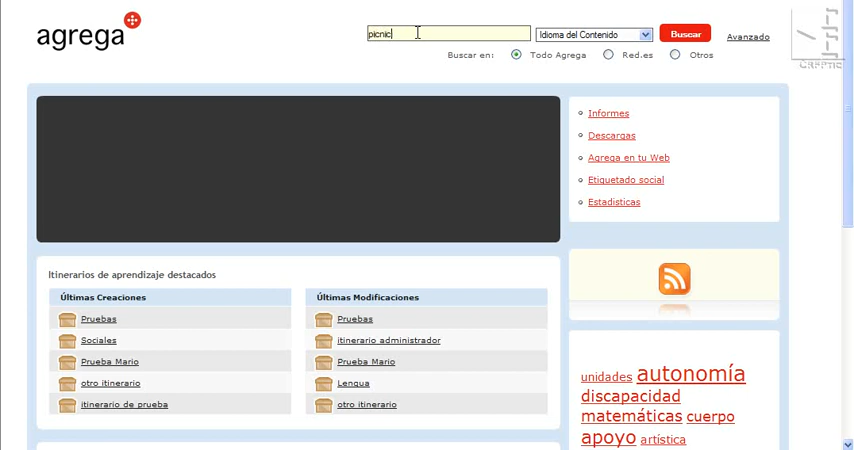 agrega
picnic
Idioma del Contenido
Buscar
Avanzado
Buscar en: Todo Agrega Red.es Otros
CREPTIC
Informes
Descargas
Agrega en tu Web
Etiquetado social
Estadísticas
Itinerarios de aprendizaje destacados
Últimas Creaciones
Pruebas
Sociales
Prueba Mario
otro itinerario
itinerario de prueba
Últimas Modificaciones
Pruebas
itinerario administrador
Prueba Mario
Lengua
otro itinerario
unidades autonomía
discapacidad
matemáticas cuerpo
apoyo artística